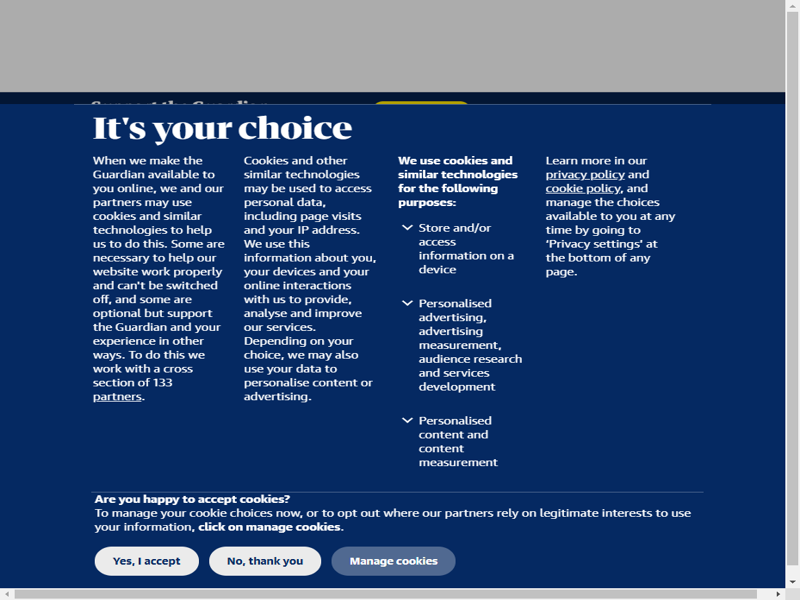 It's your choice
When we make the
Guardian available to
you online, we and our
partners may use
cookies and similar
technologies to help
us to do this. Some are
necessary to help our
website work properly
and can't be switched
off, and some are
optional but support
the Guardian and your
experience in other
ways. To do this we
work with a cross
section of 133
partners.
Cookies and other
similar technologies
may be used to access
personal data,
including page visits
and your IP address.
We use this
information about you,
your devices and your
online interactions
with us to provide,
analyse and improve
our services.
Depending on your
choice, we may also
use your data to
personalise content or
advertising.
We use cookies and
similar technologies
for the following
purposes:
Store and/or
access
information on a
device
Personalised
advertising,
advertising
measurement,
audience research
and services
development
Personalised
content and
content
measurement
Learn more in our
privacy policy and
cookie policy, and
manage the choices
available to you at any
time by going to
‘Privacy settings’ at
the bottom of any
page.
Are you happy to accept cookies?
To manage your cookie choices now, or to opt out where our partners rely on legitimate interests to use
your information, click on manage cookies.
Yes, I accept
No, thank you
Manage cookies